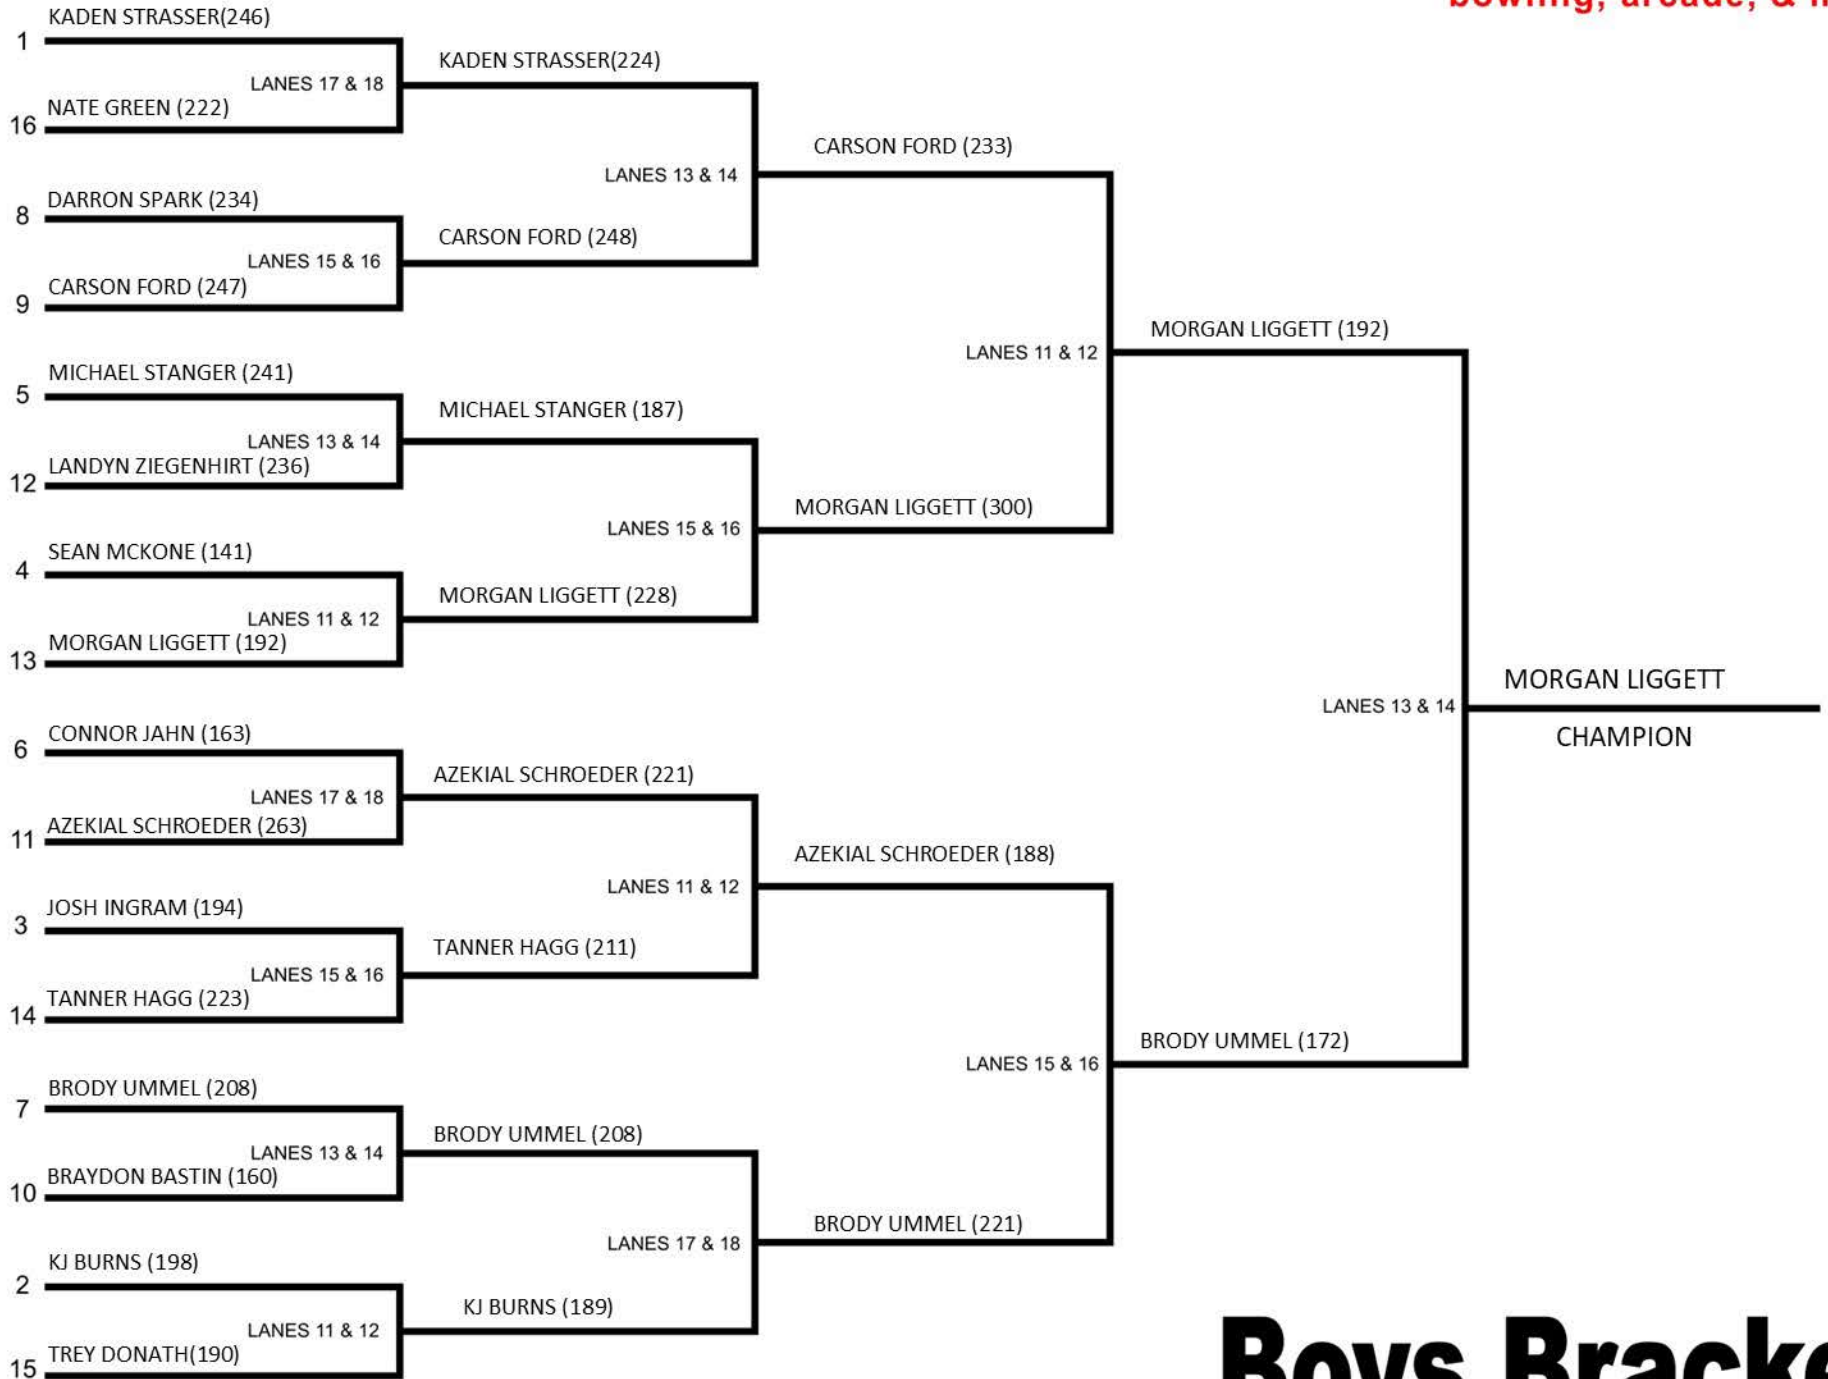 bowling, arcade, &
KADEN STRASSER(246)
1
LANES 17 & 18
NATE GREEN (222)
16
DARRON SPARK (234)
8
LANES 15 & 16
CARSON FORD (247)
9
MICHAEL STANGER (241)
5
LANES 13 & 14
LANDYN ZIEGENHIRT (236)
12
SEAN MCKONE (141)
4
LANES 11 & 12
MORGAN LIGGETT (192)
13
CONNOR JAHN (163)
6
LANES 17 & 18
AZEKIAL SCHROEDER (263)
11
JOSH INGRAM (194)
3
LANES 15 & 16
TANNER HAGG (223)
14
BRODY UMMEL (208)
7
LANES 13 & 14
BRAYDON BASTIN (160)
10
KJ BURNS (198)
2
LANES 11 & 12
TREY DONATH(190)
15
KADEN STRASSER(224)
LANES 13 & 14
CARSON FORD (248)
MICHAEL STANGER (187)
LANES 15 & 16
MORGAN LIGGETT (228)
AZEKIAL SCHROEDER (221)
LANES 11 & 12
TANNER HAGG (211)
BRODY UMMEL (208)
LANES 17 & 18
KJ BURNS (189)
CARSON FORD (233)
LANES 11 & 12
MORGAN LIGGETT (300)
AZEKIAL SCHROEDER (188)
LANES 15 & 16
BRODY UMMEL (221)
MORGAN LIGGETT (192)
LANES 13 & 14
BRODY UMMEL (172)
MORGAN LIGGETT
CHAMPION
Boys Bracke